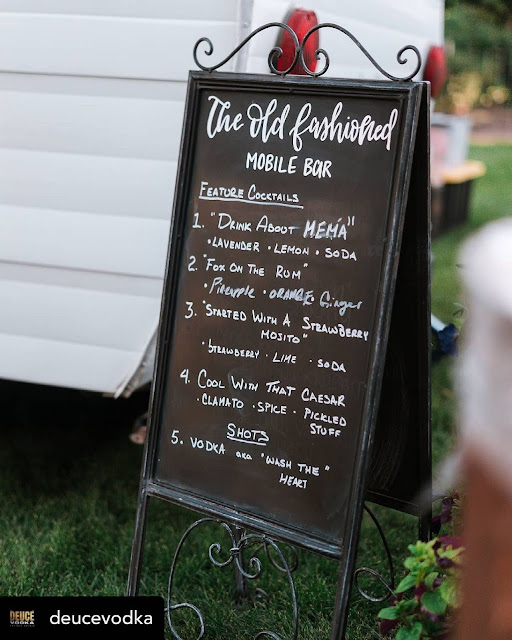 The Old Fashioned
MOBILE BAR
FEATURE COCKTAILS
1. "DRINK ABOUT MEMA"
• LAVENDER • LEMON • SODA
2. "FOX ON THE RUM"
• Pineapple • ORANGE • Ginger
3. "STARTED WITH A STRAWBERRY
MOJITO"
• STRAWBERRY • LIME • SODA
4. COOL WITH THAT CAESAR
• CLAMATO • SPICE • PICKLED
STUFF
SHOTS
5. VODKA aka "WASH THE"
HEART
DEUCE
VODKA
deucevodka